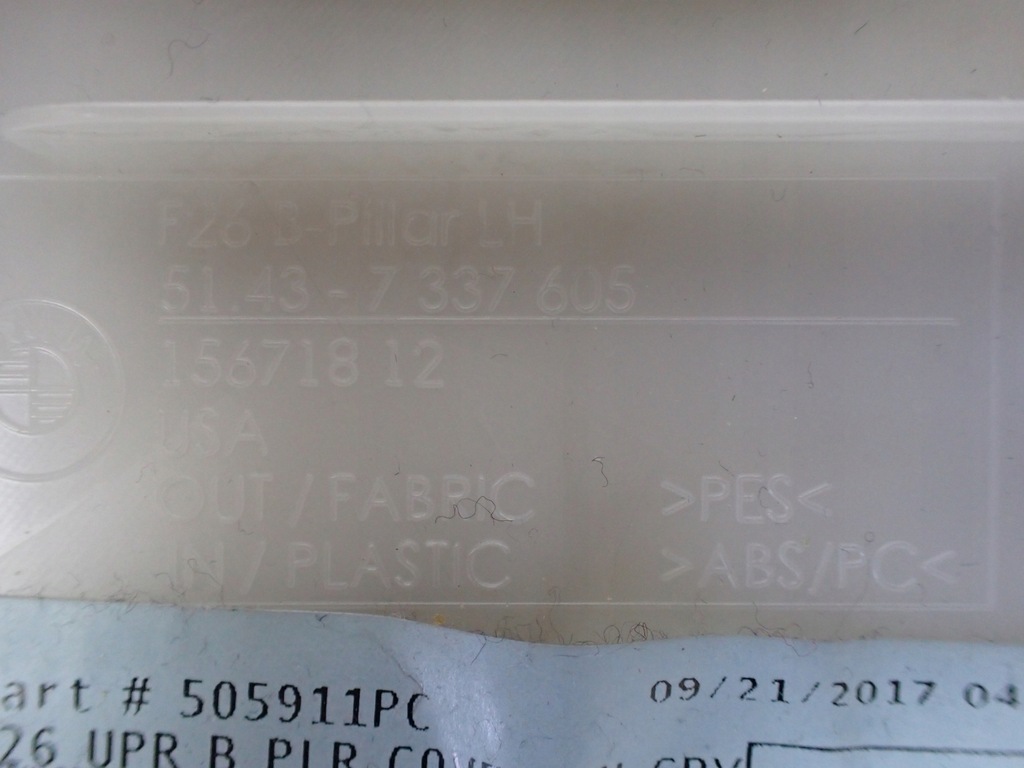 F26 B-Pillar LH
51.43 - 7 337 605
156718 12
USA
OUT / FABRIC >PES<
IN / PLASTIC >ABS/PC<
art # 505911PC 09/21/2017 04
26 UPR B PLR